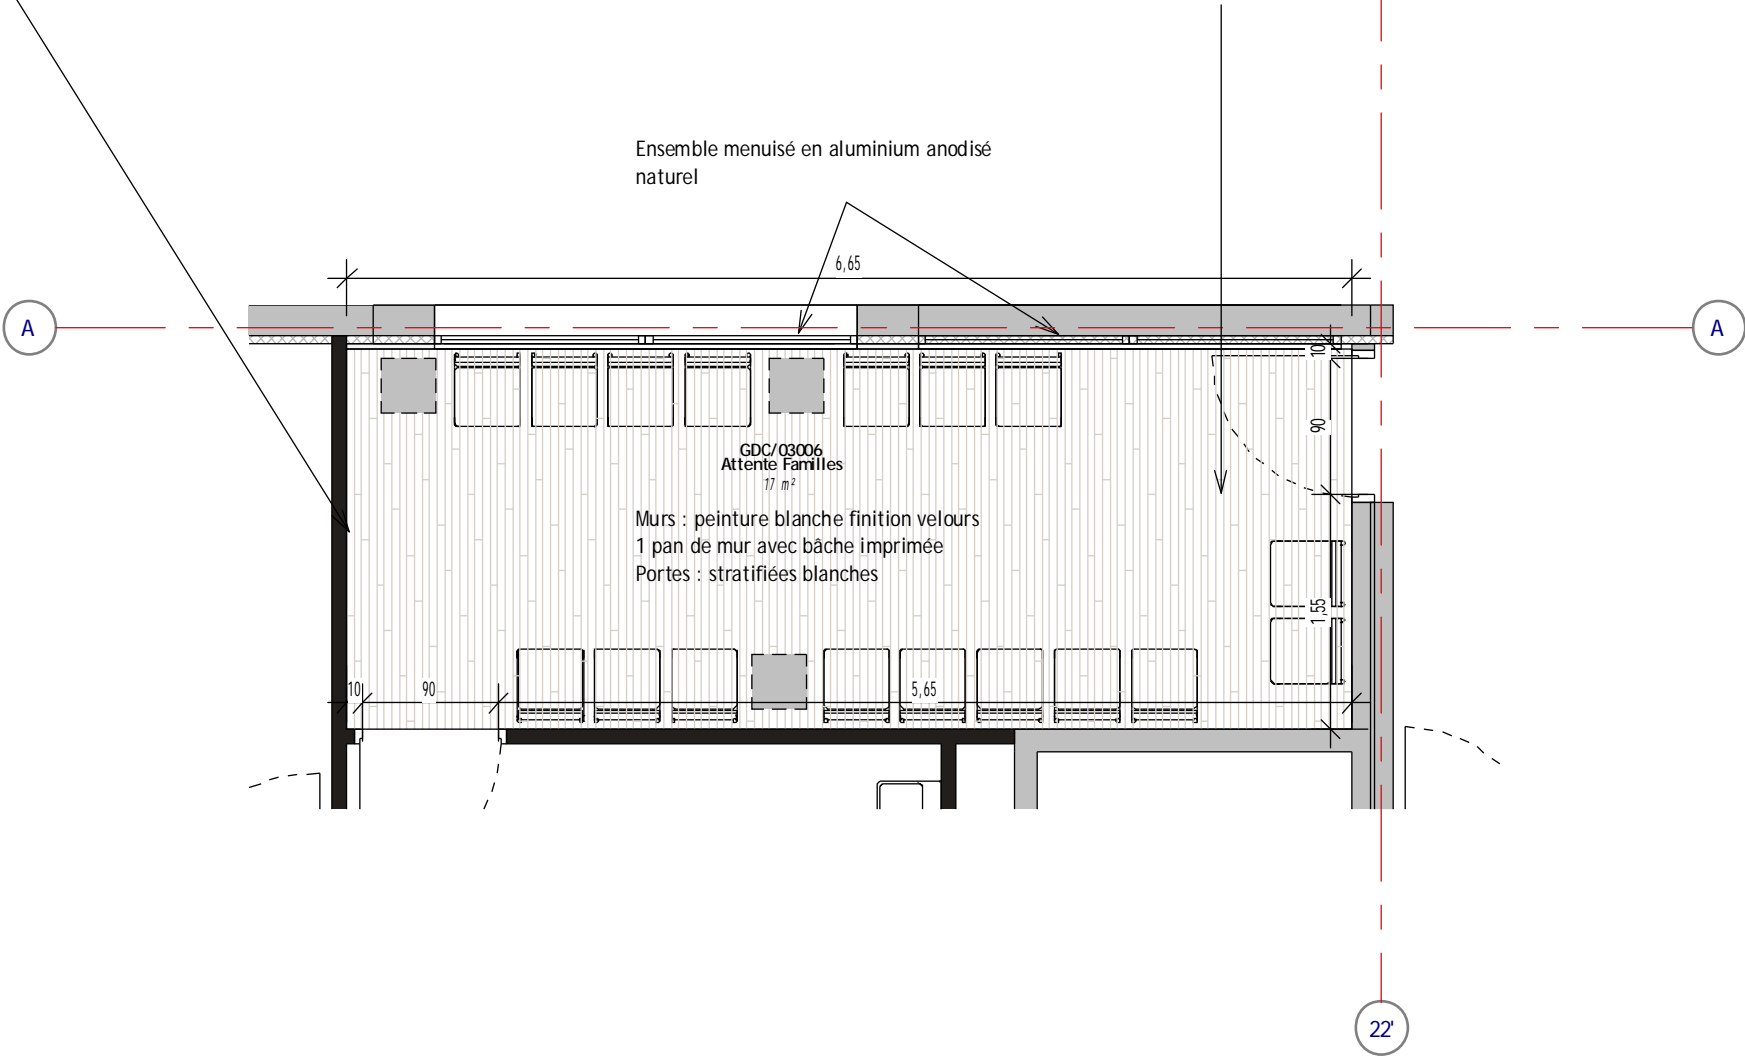 Ensemble menuisé en aluminium anodisé
naturel
6,65
A
A
10
90
GDC/03006
Attente Familles
17 m²
Murs : peinture blanche finition velours
1 pan de mur avec bâche imprimée
Portes : stratifiées blanches
1,55
10
90
5,65
22'